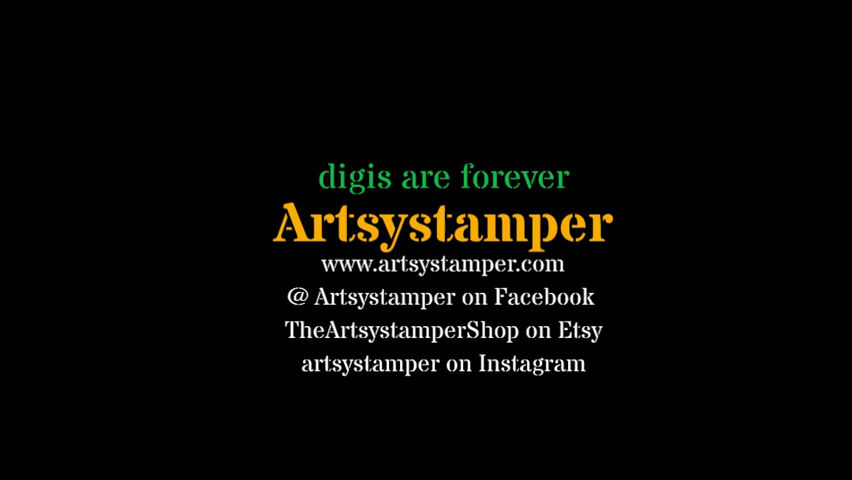 digis are forever
Artsystamper
www.artsystamper.com
@ Artsystamper on Facebook
TheArtsystamperShop on Etsy
artsystamper on Instagram